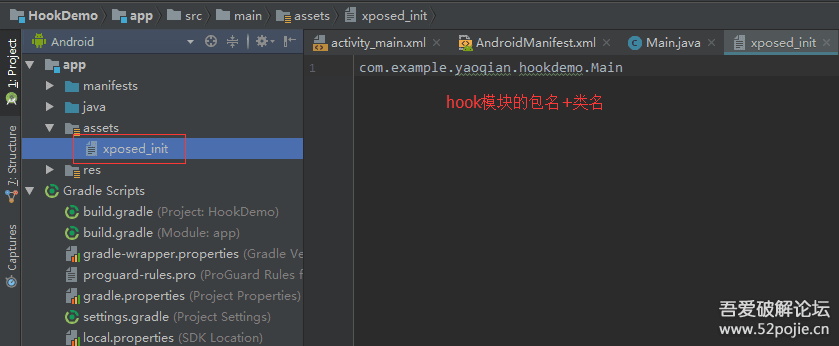 HookDemo app src main assets xposed_init
Android
activity_main.xml AndroidManifest.xml Main.java xposed_init
1: Project
7: Structure
Captures
app
manifests
java
assets
xposed_init
res
Gradle Scripts
build.gradle (Project: HookDemo)
build.gradle (Module: app)
gradle-wrapper.properties (Gradle Ve
proguard-rules.pro (ProGuard Rules f
gradle.properties (Project Properties)
settings.gradle (Project Settings)
local.properties (SDK Location)
1 com.example.yaoqian.hookdemo.Main
hook模块的包名+类名
吾爱破解论坛
www.52pojie.cn